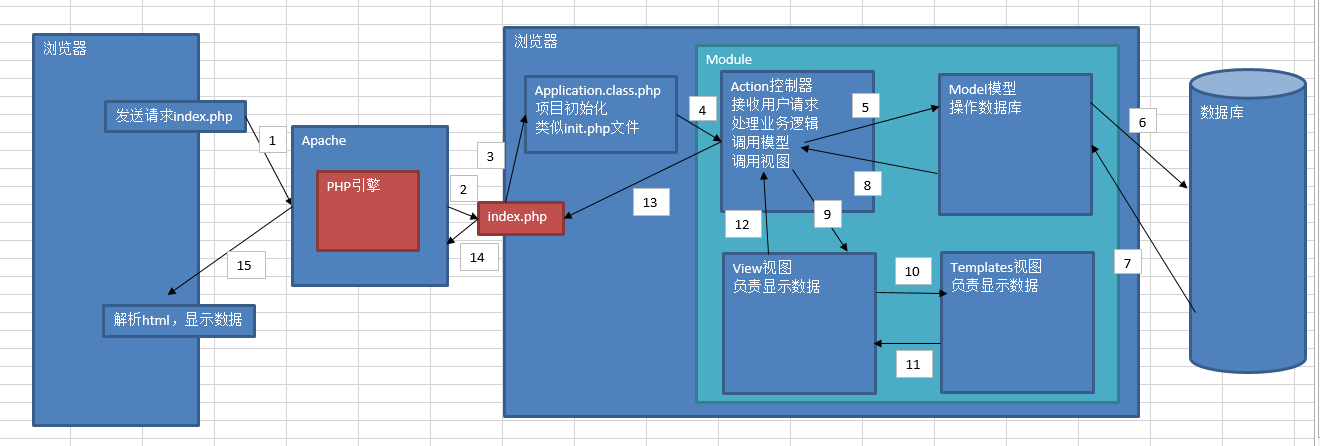 浏览器
发送请求index.php
1
Apache
PHP引擎
2
3
index.php
14
15
解析html，显示数据
浏览器
Application.class.php
项目初始化
类似init.php文件
4
13
Module
Action控制器
接收用户请求
处理业务逻辑
调用模型
调用视图
5
8
Model模型
操作数据库
12
9
View视图
负责显示数据
10
11
Templates视图
负责显示数据
6
7
数据库